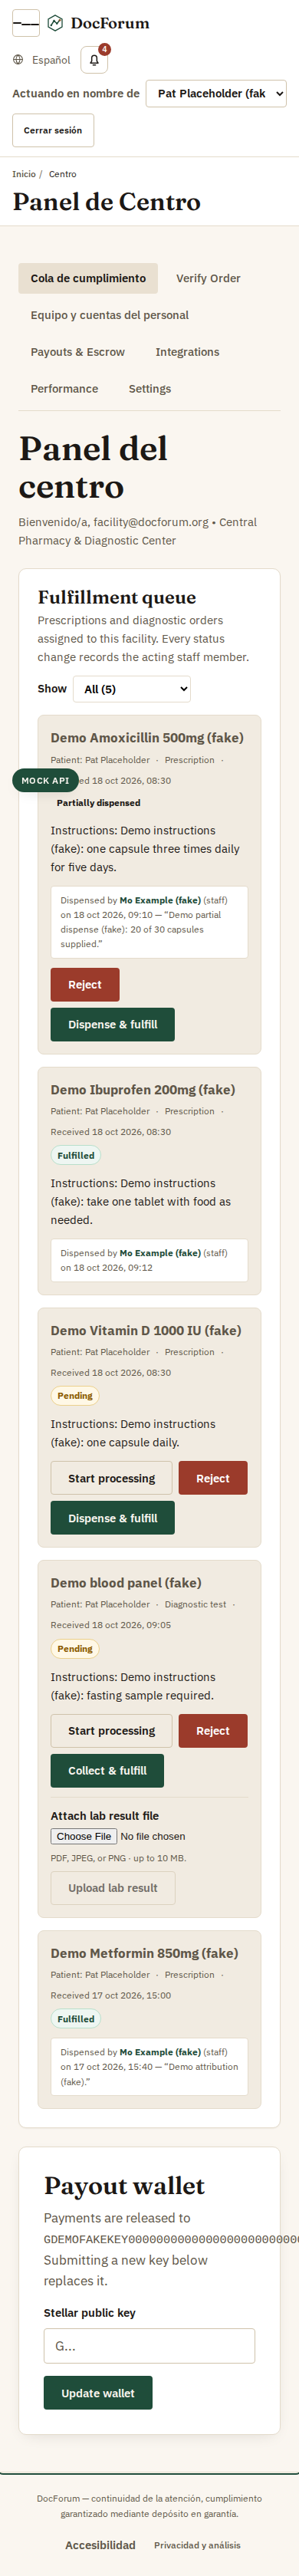 DocForum
Español
4
Actuando en nombre de
Pat Placeholder (fak
Cerrar sesión
Inicio / Centro
Panel de Centro
Cola de cumplimiento
Verify Order
Equipo y cuentas del personal
Payouts & Escrow
Integrations
Performance
Settings
Panel del
centro
Bienvenido/a, facility@docforum.org • Central
Pharmacy & Diagnostic Center
Fulfillment queue
Prescriptions and diagnostic orders
assigned to this facility. Every status
change records the acting staff member.
Show
All (5)
Demo Amoxicillin 500mg (fake)
Patient: Pat Placeholder · Prescription ·
MOCK API
ed 18 oct 2026, 08:30
Partially dispensed
Instructions: Demo instructions
(fake): one capsule three times daily
for five days.
Dispensed by Mo Example (fake) (staff)
on 18 oct 2026, 09:10 — “Demo partial
dispense (fake): 20 of 30 capsules
supplied.”
Reject
Dispense & fulfill
Demo Ibuprofen 200mg (fake)
Patient: Pat Placeholder · Prescription ·
Received 18 oct 2026, 08:30
Fulfilled
Instructions: Demo instructions
(fake): take one tablet with food as
needed.
Dispensed by Mo Example (fake) (staff)
on 18 oct 2026, 09:12
Demo Vitamin D 1000 IU (fake)
Patient: Pat Placeholder · Prescription ·
Received 18 oct 2026, 08:30
Pending
Instructions: Demo instructions
(fake): one capsule daily.
Start processing
Reject
Dispense & fulfill
Demo blood panel (fake)
Patient: Pat Placeholder · Diagnostic test ·
Received 18 oct 2026, 09:05
Pending
Instructions: Demo instructions
(fake): fasting sample required.
Start processing
Reject
Collect & fulfill
Attach lab result file
Choose File No file chosen
PDF, JPEG, or PNG · up to 10 MB.
Upload lab result
Demo Metformin 850mg (fake)
Patient: Pat Placeholder · Prescription ·
Received 17 oct 2026, 15:00
Fulfilled
Dispensed by Mo Example (fake) (staff)
on 17 oct 2026, 15:40 — “Demo attribution
(fake).”
Payout wallet
Payments are released to
Submitting a new key below
replaces it.
Stellar public key
G...
Update wallet
DocForum — continuidad de la atención, cumplimiento
garantizado mediante depósito en garantía.
Accesibilidad
Privacidad y análisis